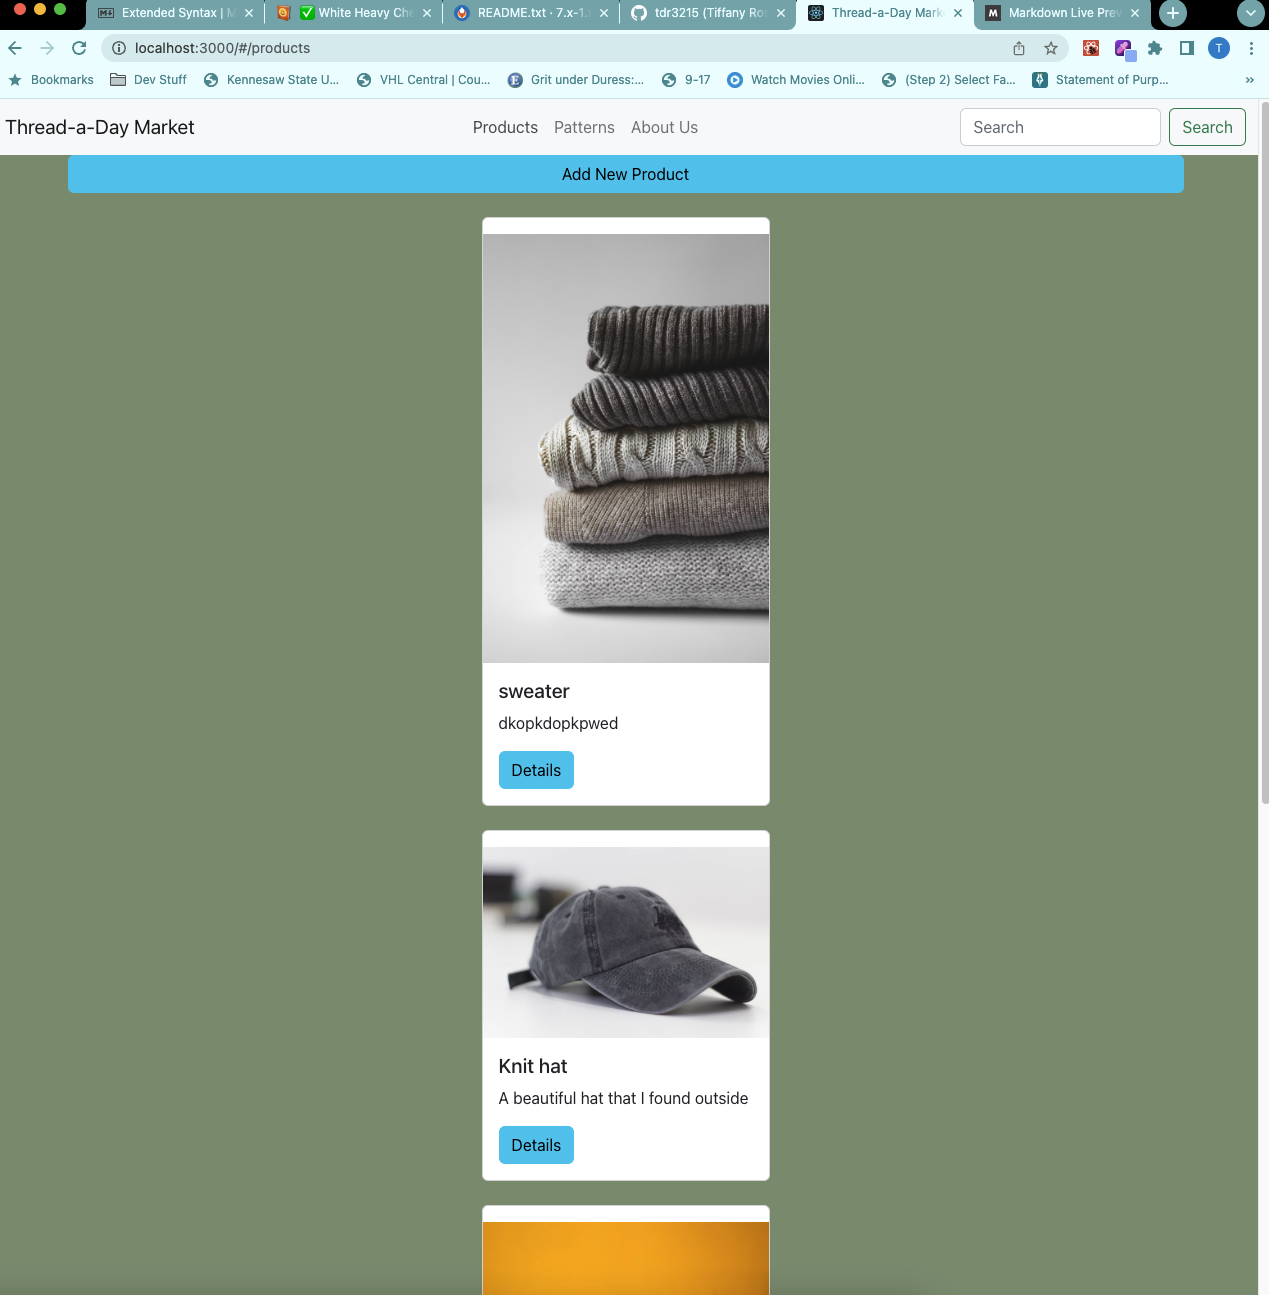 Extended Syntax | M
White Heavy Che
README.txt · 7.x-1.
tdr3215 (Tiffany Ro
Thread-a-Day Mark
Markdown Live Prev
localhost:3000/#/products
T
Bookmarks
Dev Stuff
Kennesaw State U...
VHL Central | Cou...
Grit under Duress:...
9-17
Watch Movies Onli...
(Step 2) Select Fa...
Statement of Purp...
»
Thread-a-Day Market
Products
Patterns
About Us
Search
Search
Add New Product
sweater
dkopkdopkpwed
Details
Knit hat
A beautiful hat that I found outside
Details